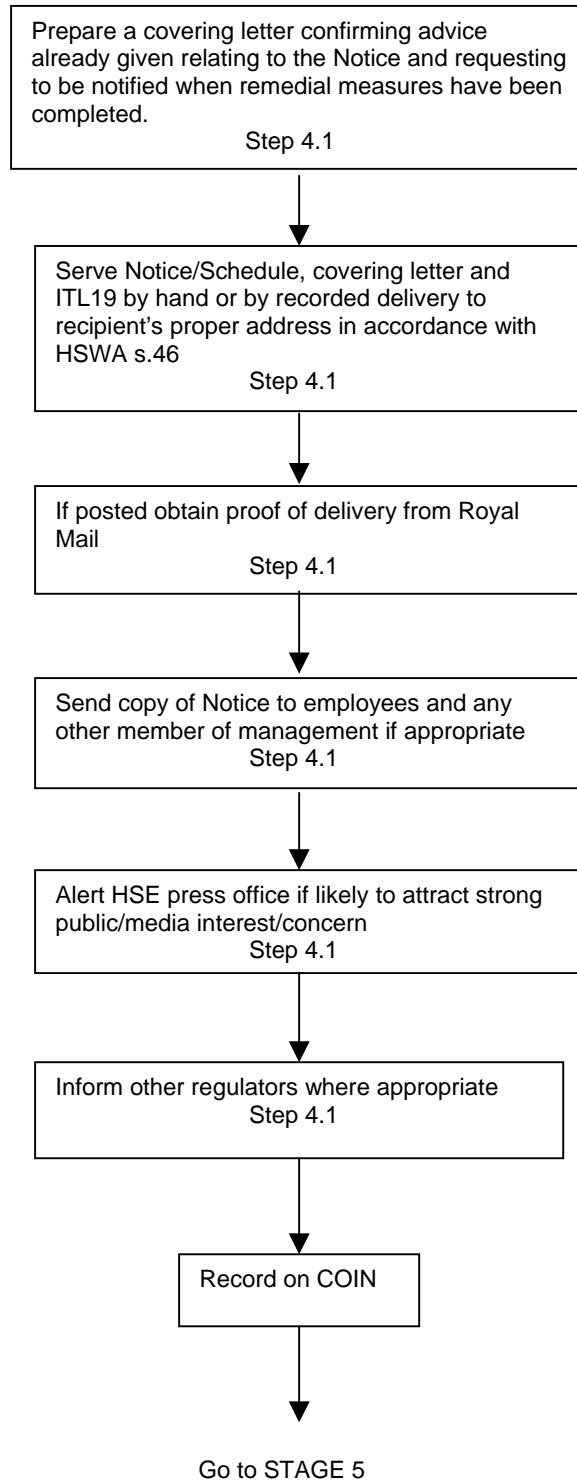 Prepare a covering letter confirming advice
already given relating to the Notice and requesting
to be notified when remedial measures have been
completed.
Step 4.1
Serve Notice/Schedule, covering letter and
ITL19 by hand or by recorded delivery to
recipient's proper address in accordance with
HSWA s.46
Step 4.1
If posted obtain proof of delivery from Royal
Mail
Step 4.1
Send copy of Notice to employees and any
other member of management if appropriate
Step 4.1
Alert HSE press office if likely to attract strong
public/media interest/concern
Step 4.1
Inform other regulators where appropriate
Step 4.1
Record on COIN
Go to STAGE 5